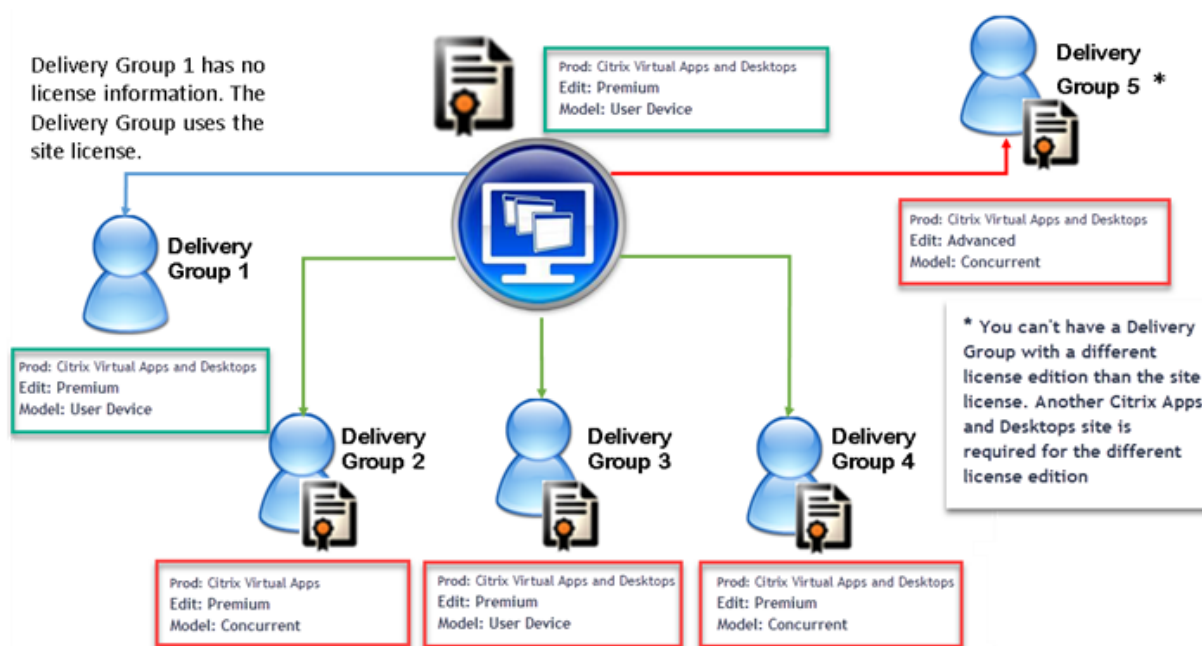 Delivery Group 1 has no
license information. The
Delivery Group uses the
site license.
Prod: Citrix Virtual Apps and Desktops
Edit: Premium
Model: User Device
Delivery
Group 5 *
Prod: Citrix Virtual Apps and Desktops
Edit: Advanced
Model: Concurrent
* You can't have a Delivery
Group with a different
license edition than the site
license. Another Citrix Apps
and Desktops site is
required for the different
license edition
Delivery
Group 1
Prod: Citrix Virtual Apps and Desktops
Edit: Premium
Model: User Device
Delivery
Group 2
Prod: Citrix Virtual Apps
Edit: Premium
Model: Concurrent
Delivery
Group 3
Prod: Citrix Virtual Apps and Desktops
Edit: Premium
Model: User Device
Delivery
Group 4
Prod: Citrix Virtual Apps and Desktops
Edit: Premium
Model: Concurrent